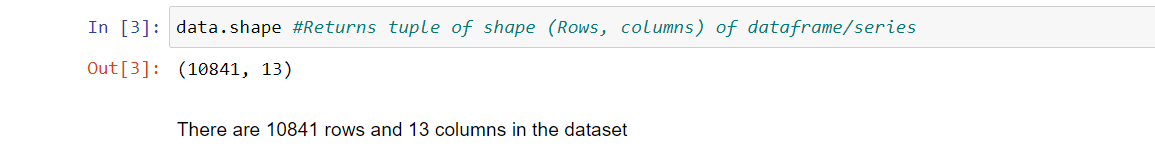 In [3]: data.shape #Returns tuple of shape (Rows, columns) of dataframe/series
Out[3]: (10841, 13)
There are 10841 rows and 13 columns in the dataset